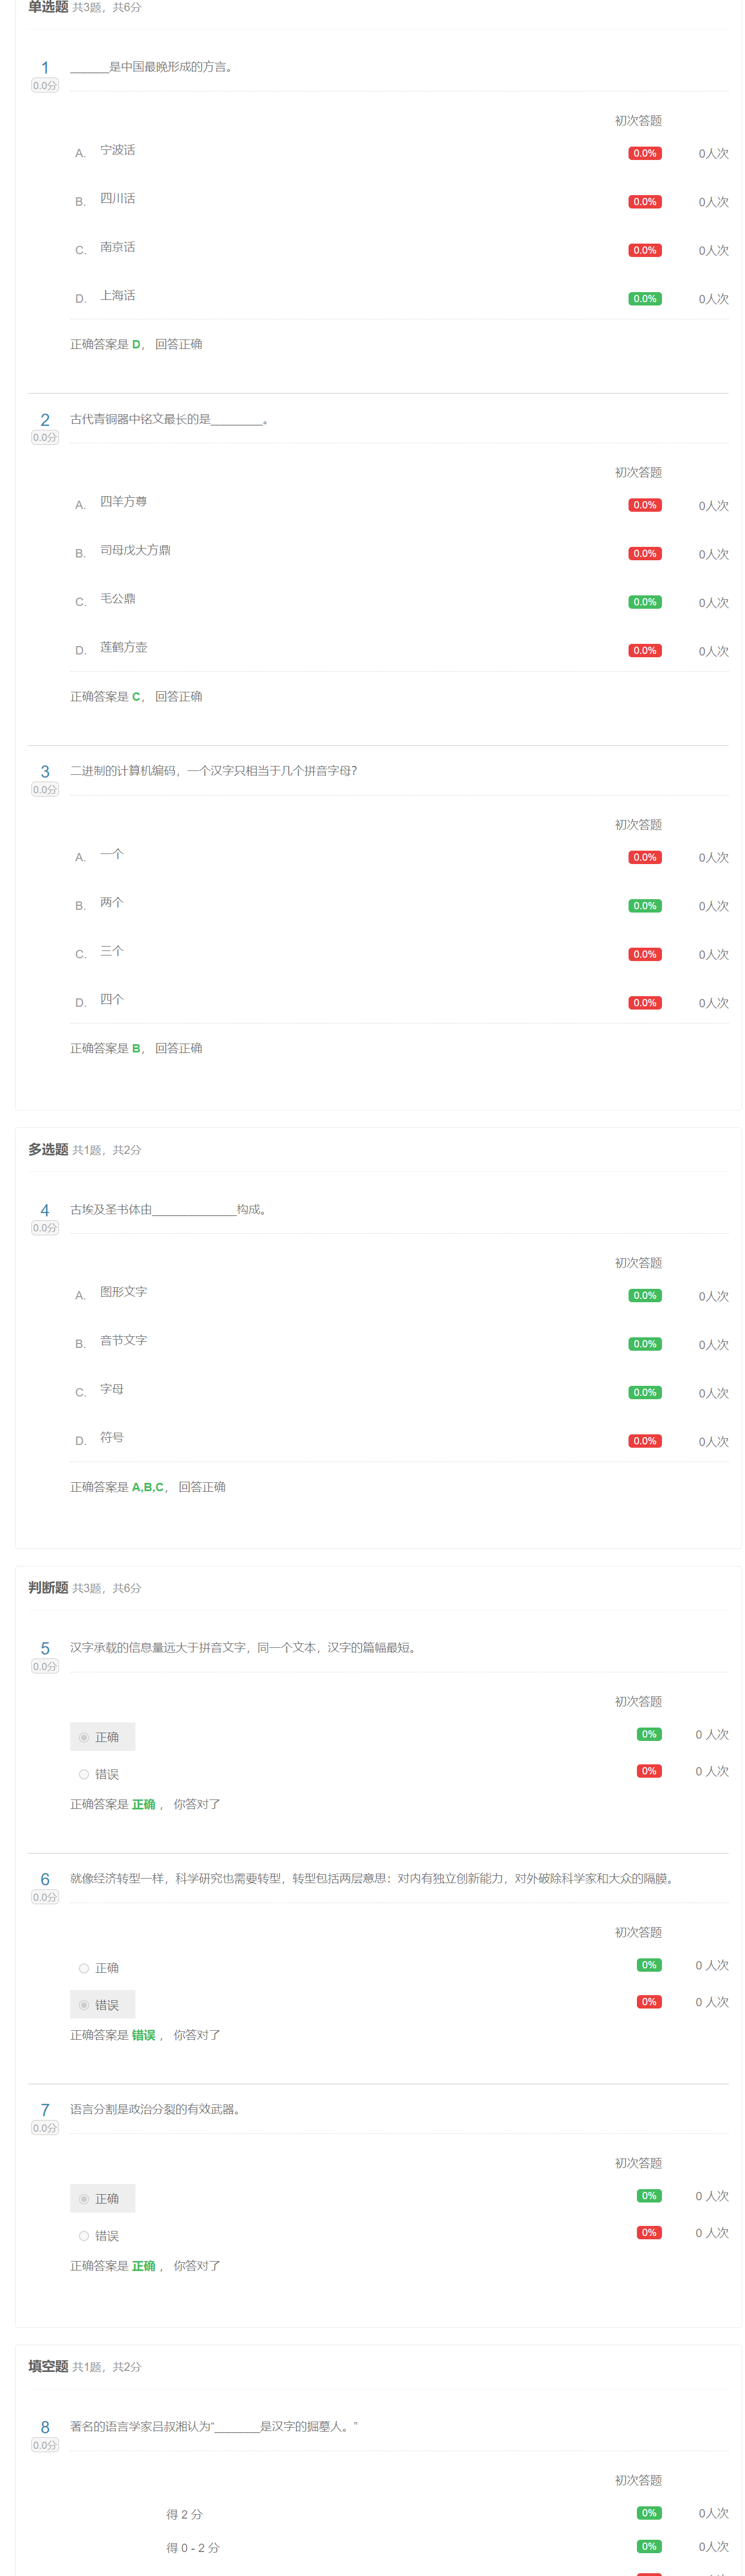 单选题 共3题，共6分
1 ______是中国最晚形成的方言。
0.0分
初次答题
A. 宁波话 0.0% 0人次
B. 四川话 0.0% 0人次
C. 南京话 0.0% 0人次
D. 上海话 0.0% 0人次
正确答案是 D， 回答正确
2 古代青铜器中铭文最长的是________。
0.0分
初次答题
A. 四羊方尊 0.0% 0人次
B. 司母戊大方鼎 0.0% 0人次
C. 毛公鼎 0.0% 0人次
D. 莲鹤方壶 0.0% 0人次
正确答案是 C， 回答正确
3 二进制的计算机编码，一个汉字只相当于几个拼音字母?
0.0分
初次答题
A. 一个 0.0% 0人次
B. 两个 0.0% 0人次
C. 三个 0.0% 0人次
D. 四个 0.0% 0人次
正确答案是 B， 回答正确
多选题 共1题，共2分
4 古埃及圣书体由_____________构成。
0.0分
初次答题
A. 图形文字 0.0% 0人次
B. 音节文字 0.0% 0人次
C. 字母 0.0% 0人次
D. 符号 0.0% 0人次
正确答案是 A,B,C， 回答正确
判断题 共3题，共6分
5 汉字承载的信息量远大于拼音文字，同一个文本，汉字的篇幅最短。
0.0分
初次答题
正确 0% 0 人次
错误 0% 0 人次
正确答案是 正确 ， 你答对了
6 就像经济转型一样，科学研究也需要转型，转型包括两层意思：对内有独立创新能力，对外破除科学家和大众的隔膜。
0.0分
初次答题
正确 0% 0 人次
错误 0% 0 人次
正确答案是 错误 ， 你答对了
7 语言分割是政治分裂的有效武器。
0.0分
初次答题
正确 0% 0 人次
错误 0% 0 人次
正确答案是 正确 ， 你答对了
填空题 共1题，共2分
8 著名的语言学家吕叔湘认为“_______是汉字的掘墓人。”
0.0分
初次答题
得 2 分 0% 0人次
得 0 - 2 分 0% 0人次